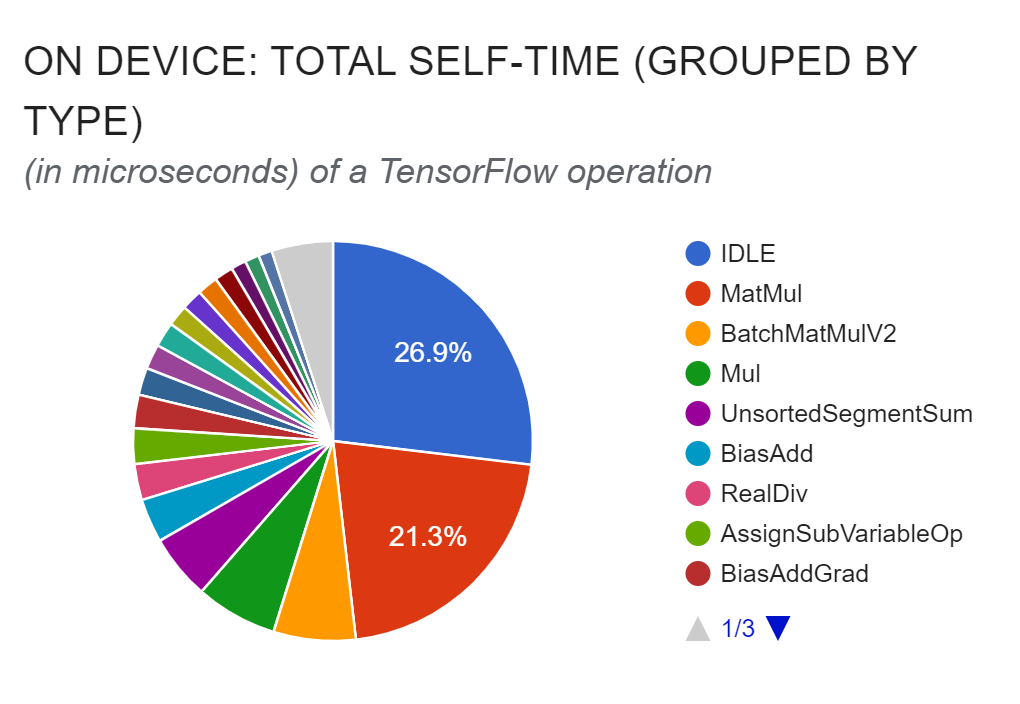 ON DEVICE: TOTAL SELF-TIME (GROUPED BY
TYPE)
(in microseconds) of a TensorFlow operation
26.9%
21.3%
IDLE
MatMul
BatchMatMulV2
Mul
UnsortedSegmentSum
BiasAdd
RealDiv
AssignSubVariableOp
BiasAddGrad
1/3